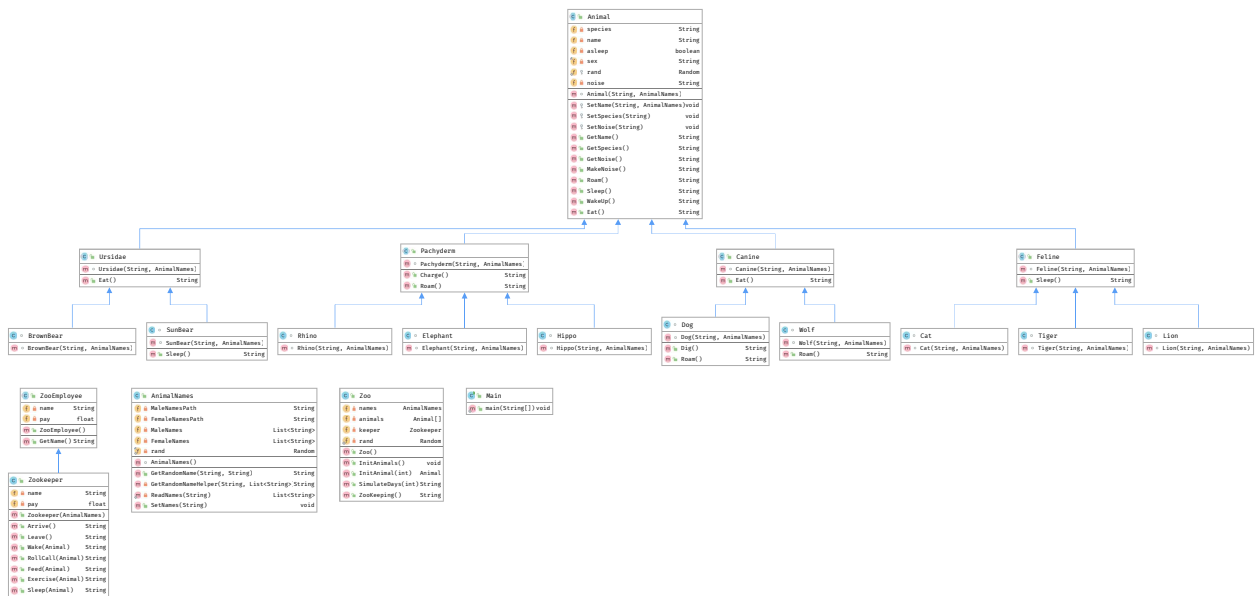 Animal
species String
name String
asleep boolean
sex String
rand Random
noise String
Animal(String, AnimalNames)
SetName(String, AnimalNames) void
SetSpecies(String) void
SetNoise(String) void
GetName() String
GetSpecies() String
GetNoise() String
MakeNoise() String
Roam() String
Sleep() String
WakeUp() String
Eat() String
Ursidae
Ursidae(String, AnimalNames)
Eat() String
Pachyderm
Pachyderm(String, AnimalNames)
Charge() String
Roam() String
Canine
Canine(String, AnimalNames)
Eat() String
Feline
Feline(String, AnimalNames)
Sleep() String
BrownBear
BrownBear(String, AnimalNames)
SunBear
SunBear(String, AnimalNames)
Sleep() String
Rhino
Rhino(String, AnimalNames)
Elephant
Elephant(String, AnimalNames)
Hippo
Hippo(String, AnimalNames)
Dog
Dog(String, AnimalNames)
Dig() String
Roam() String
Wolf
Wolf(String, AnimalNames)
Roam() String
Cat
Cat(String, AnimalNames)
Tiger
Tiger(String, AnimalNames)
Lion
Lion(String, AnimalNames)
ZooEmployee
name String
pay float
ZooEmployee()
GetName() String
Zookeeper
name String
pay float
Zookeeper(AnimalNames)
Arrive() String
Leave() String
Wake(Animal) String
RollCall(Animal) String
Feed(Animal) String
Exercise(Animal) String
Sleep(Animal) String
AnimalNames
MaleNamesPath String
FemaleNamesPath String
MaleNames List<String>
FemaleNames List<String>
rand Random
AnimalNames()
GetRandomName(String, String) String
GetRandomNameHelper(String, List<String>) String
ReadNames(String) List<String>
SetNames(String) void
Zoo
names AnimalNames
animals Animal[]
keeper Zookeeper
rand Random
Zoo()
InitAnimals() void
InitAnimal(int) Animal
SimulateDays(int) String
ZooKeeping() String
Main
main(String[]) void